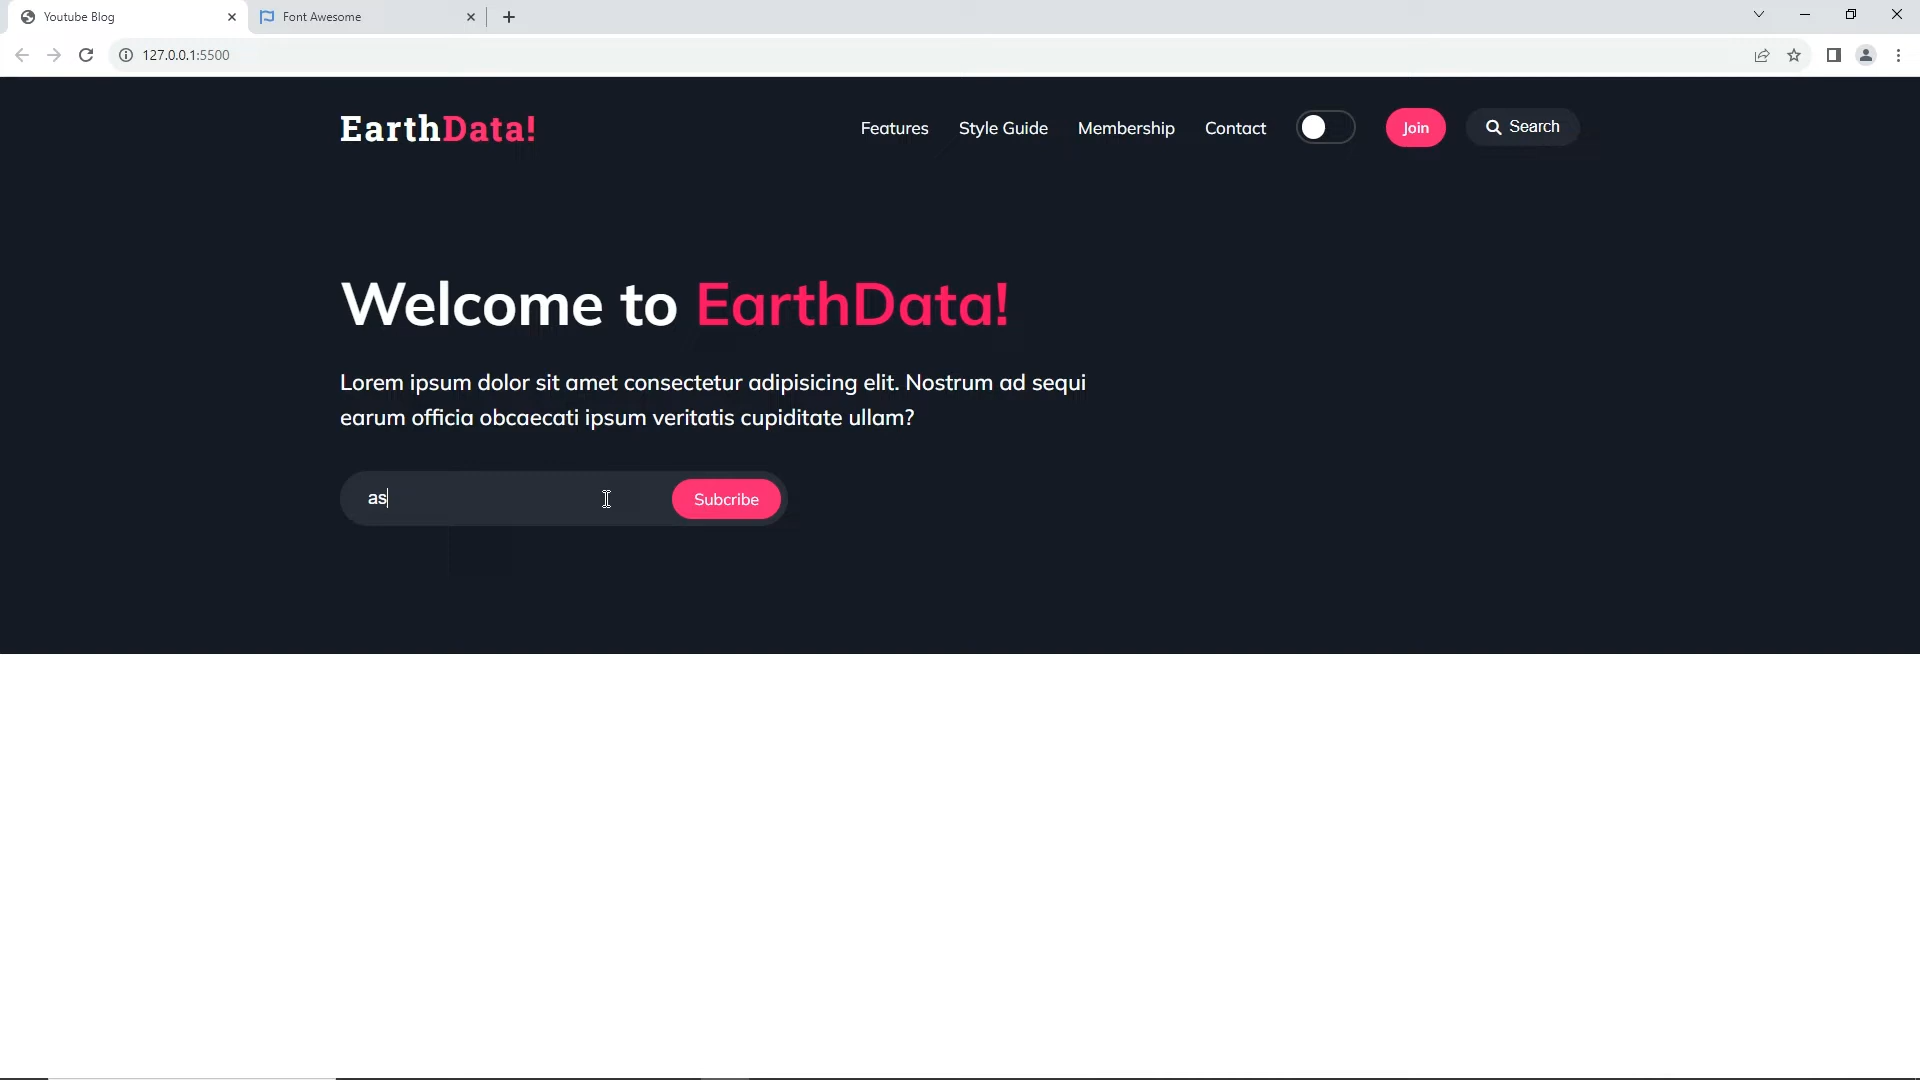 Youtube Blog
Font Awesome
127.0.0.1:5500
EarthData!
Features
Style Guide
Membership
Contact
Join
Search
Welcome to EarthData!
Lorem ipsum dolor sit amet consectetur adipisicing elit. Nostrum ad sequi
earum officia obcaecati ipsum veritatis cupiditate ullam?
as
Subcribe